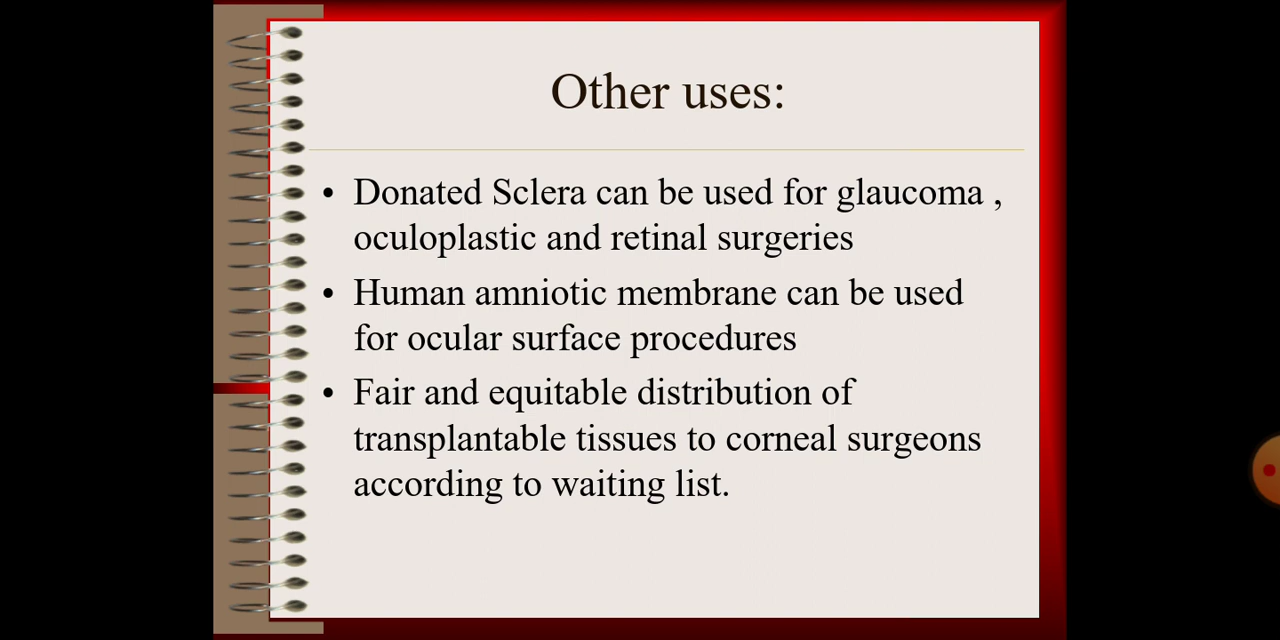 Other uses:
• Donated Sclera can be used for glaucoma ,
oculoplastic and retinal surgeries
• Human amniotic membrane can be used
for ocular surface procedures
• Fair and equitable distribution of
transplantable tissues to corneal surgeons
according to waiting list.